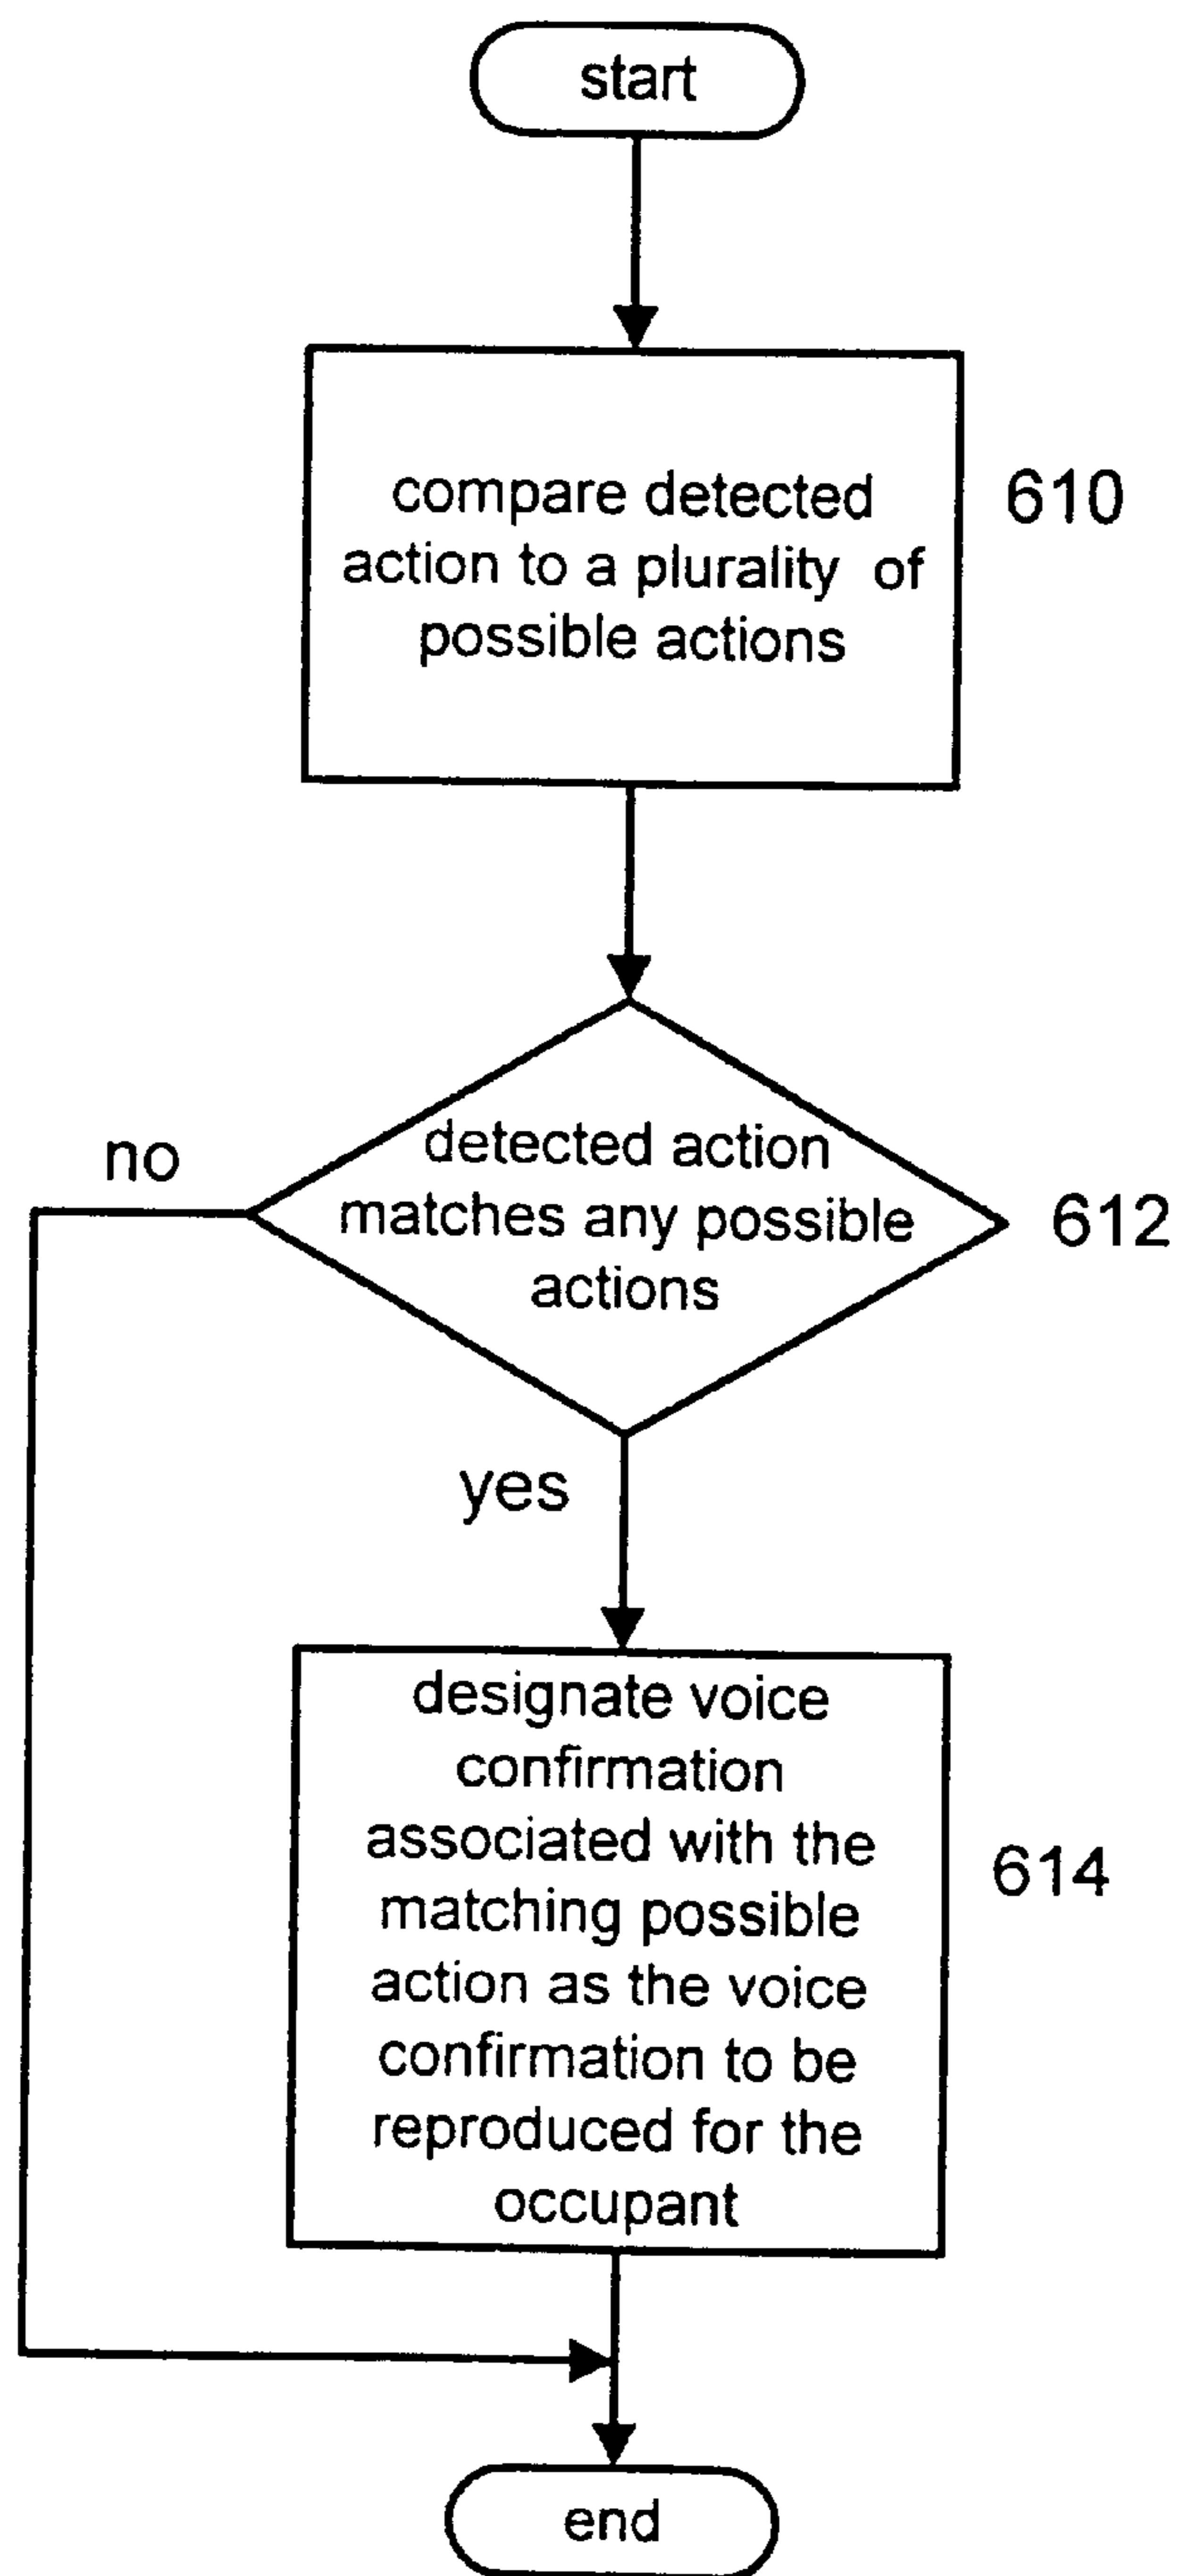 start
compare detected
action to a plurality of
possible actions
610
detected action
matches any possible
actions
612
no
yes
designate voice
confirmation
associated with the
matching possible
action as the voice
confirmation to be
reproduced for the
occupant
614
end